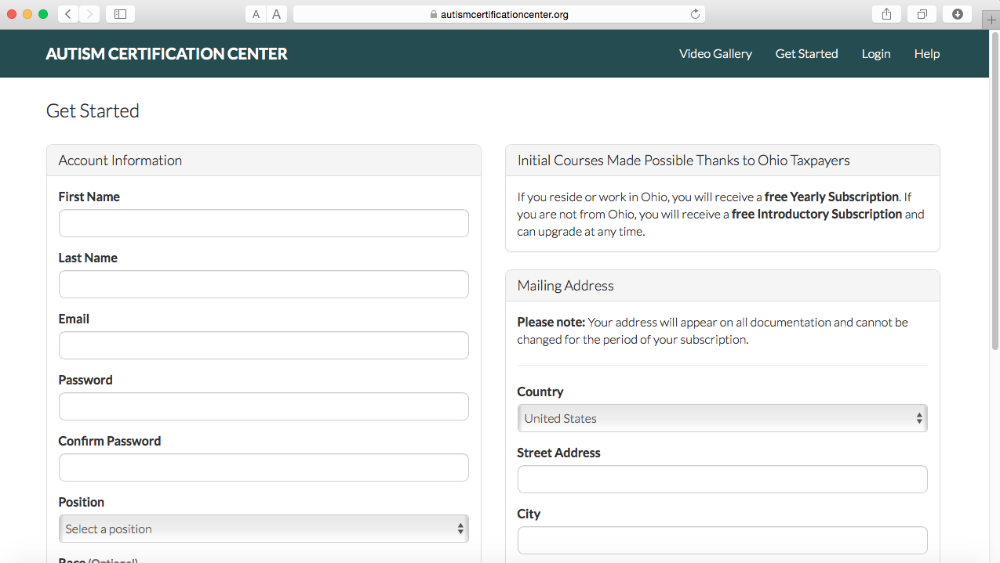 A A autismcertificationcenter.org
AUTISM CERTIFICATION CENTER
Video Gallery Get Started Login Help
Get Started
Account Information
First Name
Last Name
Email
Password
Confirm Password
Position
Select a position
Race (Optional)
Initial Courses Made Possible Thanks to Ohio Taxpayers
If you reside or work in Ohio, you will receive a free Yearly Subscription. If
you are not from Ohio, you will receive a free Introductory Subscription and
can upgrade at any time.
Mailing Address
Please note: Your address will appear on all documentation and cannot be
changed for the period of your subscription.
Country
United States
Street Address
City